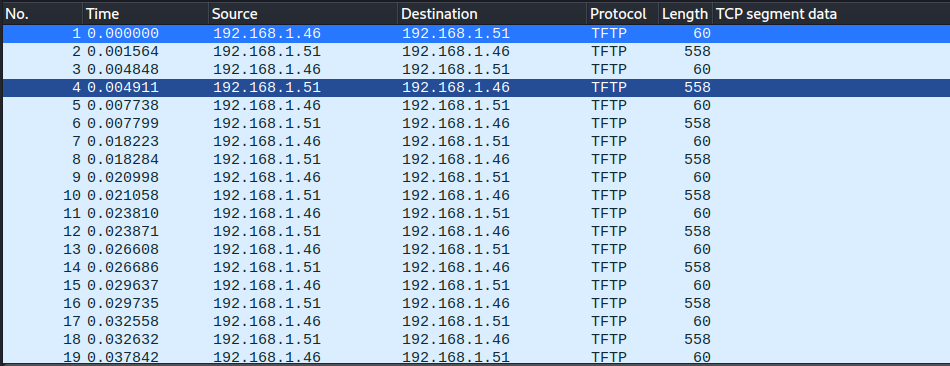 No. Time Source Destination Protocol Length TCP segment data
1 0.000000 192.168.1.46 192.168.1.51 TFTP 60
2 0.001564 192.168.1.51 192.168.1.46 TFTP 558
3 0.004848 192.168.1.46 192.168.1.51 TFTP 60
4 0.004911 192.168.1.51 192.168.1.46 TFTP 558
5 0.007738 192.168.1.46 192.168.1.51 TFTP 60
6 0.007799 192.168.1.51 192.168.1.46 TFTP 558
7 0.018223 192.168.1.46 192.168.1.51 TFTP 60
8 0.018284 192.168.1.51 192.168.1.46 TFTP 558
9 0.020998 192.168.1.46 192.168.1.51 TFTP 60
10 0.021058 192.168.1.51 192.168.1.46 TFTP 558
11 0.023810 192.168.1.46 192.168.1.51 TFTP 60
12 0.023871 192.168.1.51 192.168.1.46 TFTP 558
13 0.026608 192.168.1.46 192.168.1.51 TFTP 60
14 0.026686 192.168.1.51 192.168.1.46 TFTP 558
15 0.029637 192.168.1.46 192.168.1.51 TFTP 60
16 0.029735 192.168.1.51 192.168.1.46 TFTP 558
17 0.032558 192.168.1.46 192.168.1.51 TFTP 60
18 0.032632 192.168.1.51 192.168.1.46 TFTP 558
19 0.037842 192.168.1.46 192.168.1.51 TFTP 60